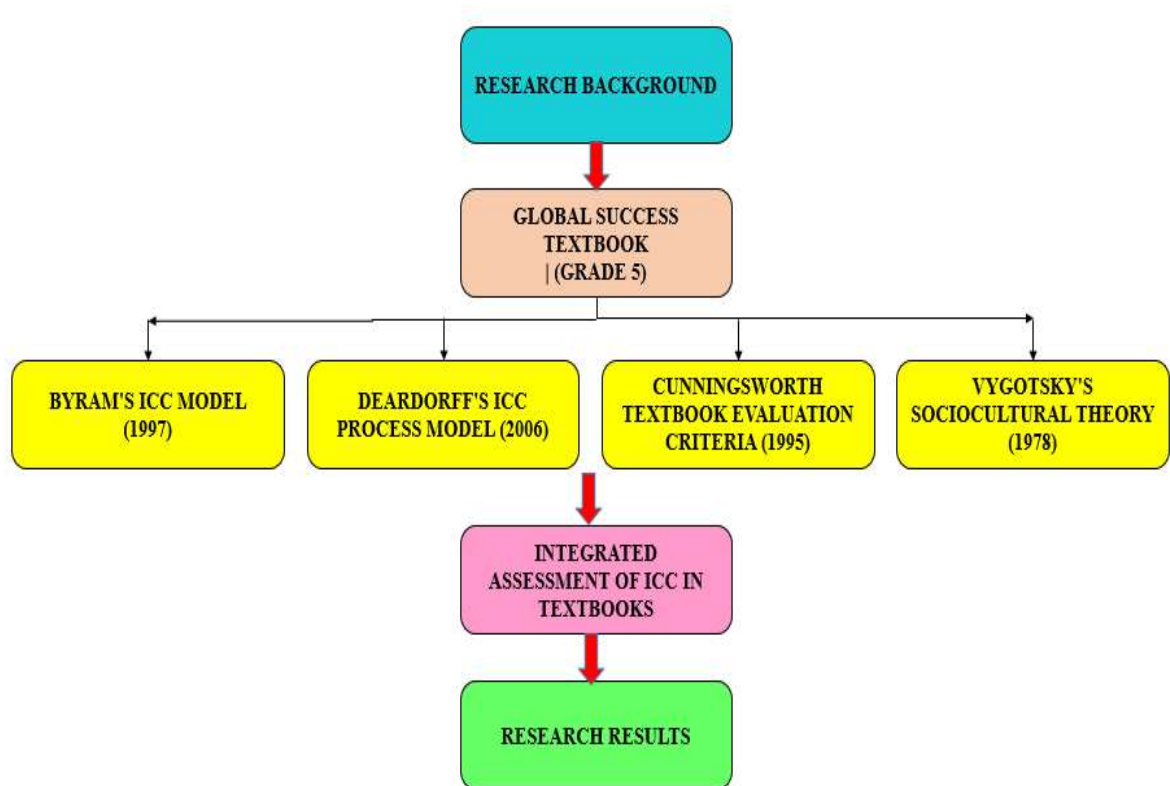 RESEARCH BACKGROUND
GLOBAL SUCCESS
TEXTBOOK
| (GRADE 5)
BYRAM'S ICC MODEL
(1997)
DEARDORFF'S ICC
PROCESS MODEL (2006)
CUNNINGSWORTH
TEXTBOOK EVALUATION
CRITERIA (1995)
VYGOTSKY'S
SOCIOCULTURAL THEORY
(1978)
INTEGRATED
ASSESSMENT OF ICC IN
TEXTBOOKS
RESEARCH RESULTS